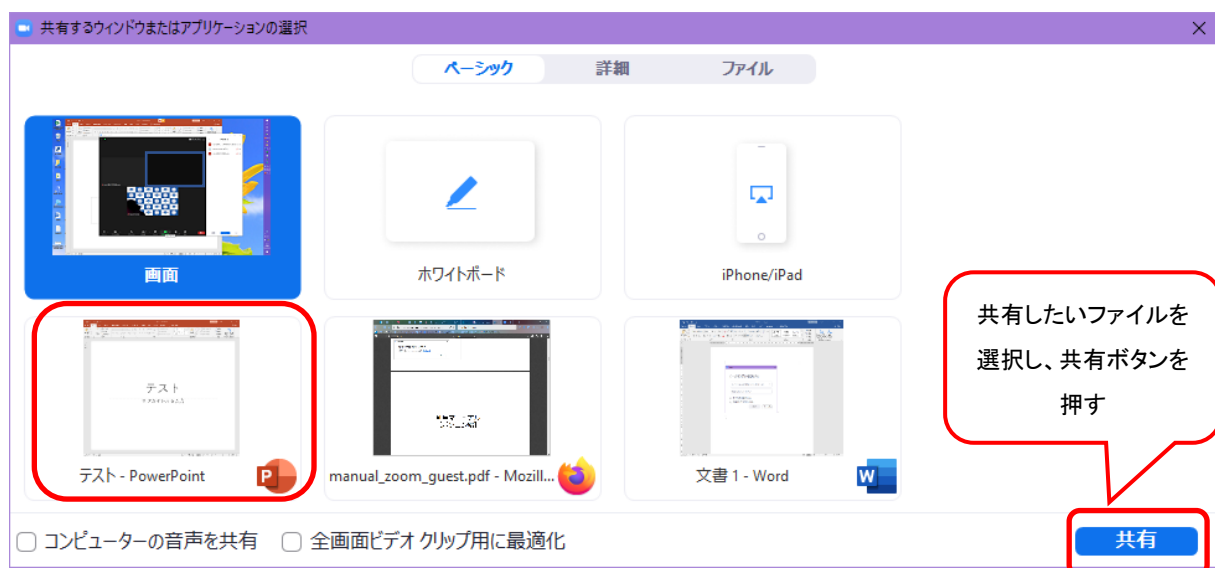 共有するウィンドウまたはアプリケーションの選択
ベーシック 詳細 ファイル
画面
ホワイトボード
iPhone/iPad
テスト
テスト - PowerPoint
manual_zoom_guest.pdf - Mozill...
文書 1 - Word
共有したいファイルを
選択し、共有ボタンを
押す
コンピューターの音声を共有
全画面ビデオ クリップ用に最適化
共有